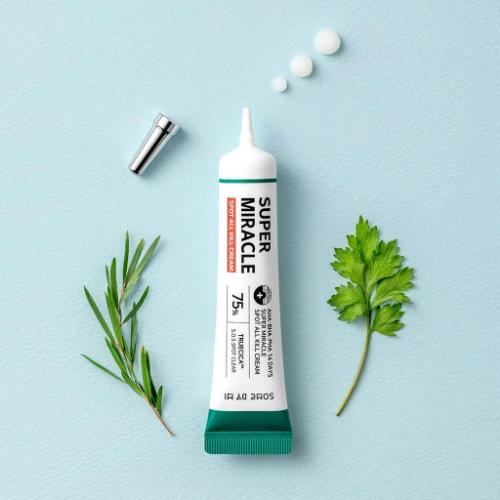 SUPER
MIRACLE
SPOT ALL KILL CREAM
AHA·BHA·PHA 14 DAYS
SUPER MIRACLE
SPOT ALL KILL CREAM
75%
TRUECICA™
S.O.S SPOT CLEAR
SOME BY MI